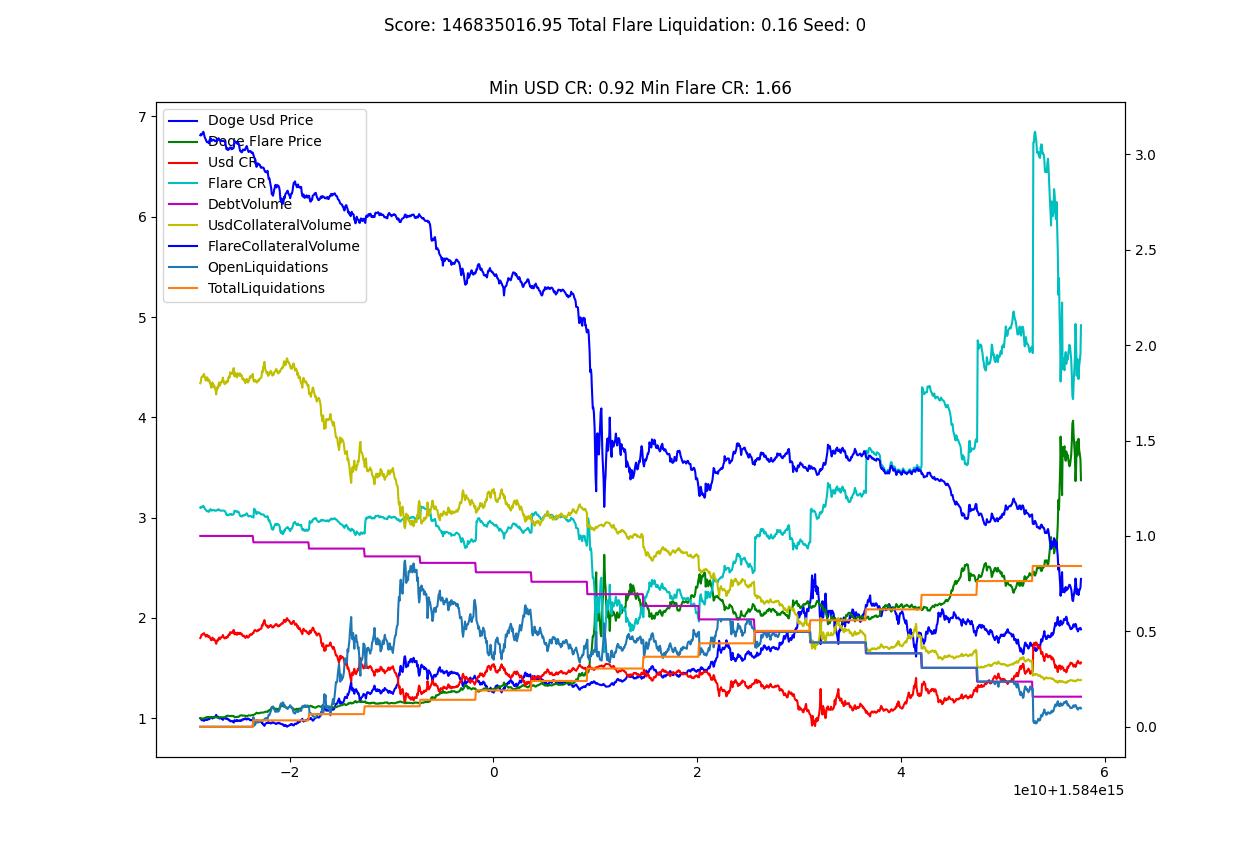 Score: 146835016.95 Total Flare Liquidation: 0.16 Seed: 0
Min USD CR: 0.92 Min Flare CR: 1.66
Doge Usd Price
Doge Flare Price
Usd CR
Flare CR
DebtVolume
UsdCollateralVolume
FlareCollateralVolume
OpenLiquidations
TotalLiquidations
7
6
5
4
3
2
1
3.0
2.5
2.0
1.5
1.0
0.5
0.0
−2 0 2 4 6
1e10+1.584e15